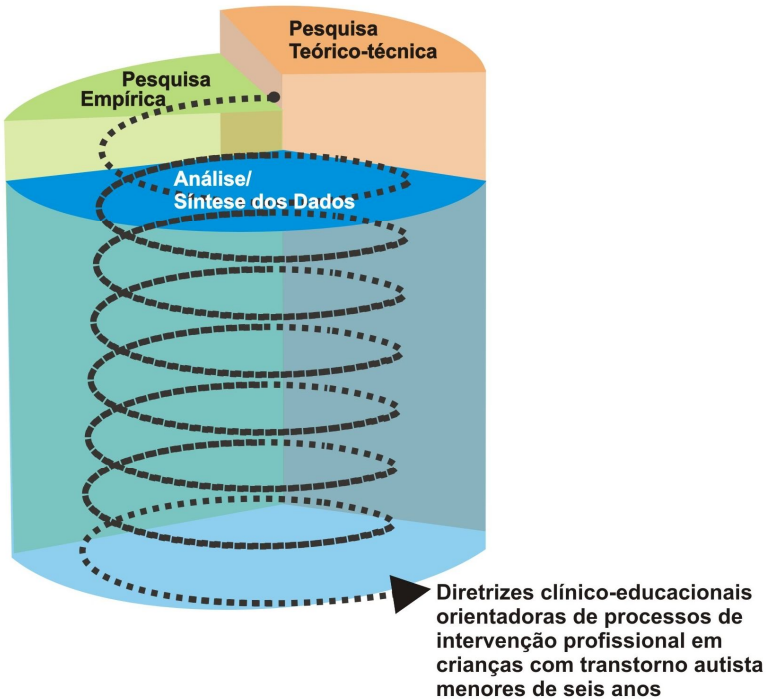 Pesquisa
Teórico-técnica
Pesquisa
Empírica
Análise/
Síntese dos Dados
Diretrizes clínico-educacionais
orientadoras de processos de
intervenção profissional em
crianças com transtorno autista
menores de seis anos